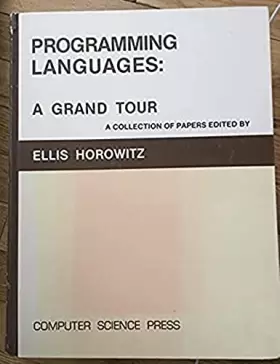 PROGRAMMING
LANGUAGES:
A GRAND TOUR
A COLLECTION OF PAPERS EDITED BY
ELLIS HOROWITZ
COMPUTER SCIENCE PRESS